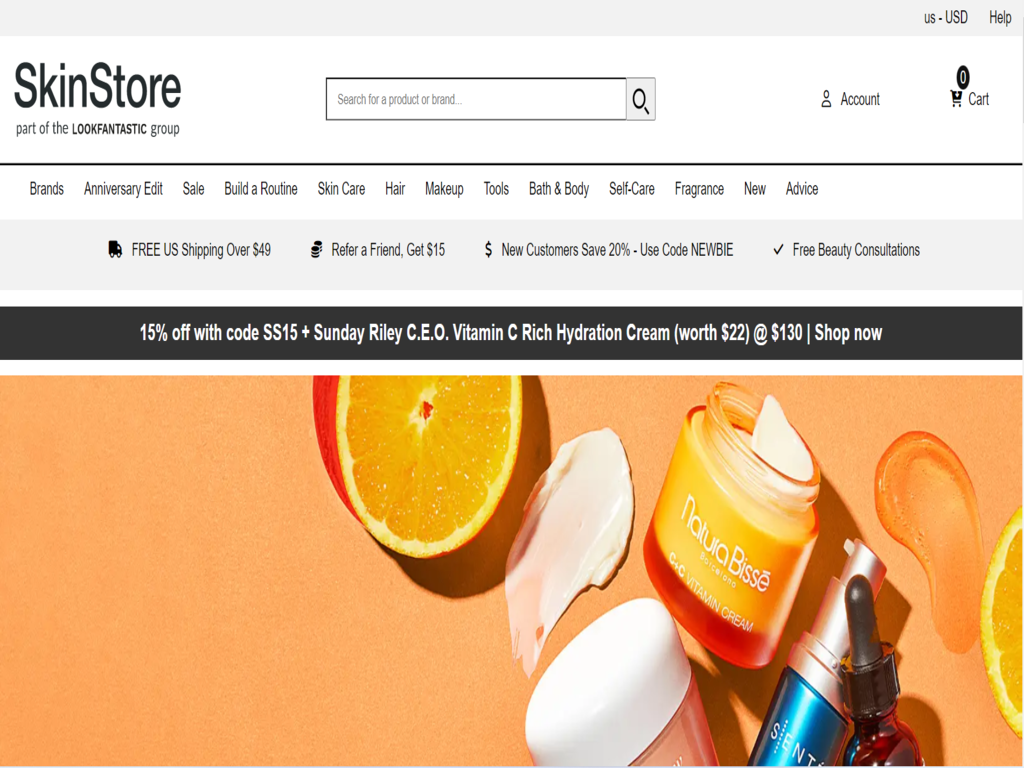 us - USD Help
SkinStore
part of the LOOKFANTASTIC group
Search for a product or brand...
Account
0
Cart
Brands Anniversary Edit Sale Build a Routine Skin Care Hair Makeup Tools Bath & Body Self-Care Fragrance New Advice
FREE US Shipping Over $49 Refer a Friend, Get $15 New Customers Save 20% - Use Code NEWBIE Free Beauty Consultations
15% off with code SS15 + Sunday Riley C.E.O. Vitamin C Rich Hydration Cream (worth $22) @ $130 | Shop now
Natura Bissé
Barcelona
C+C VITAMIN CREAM